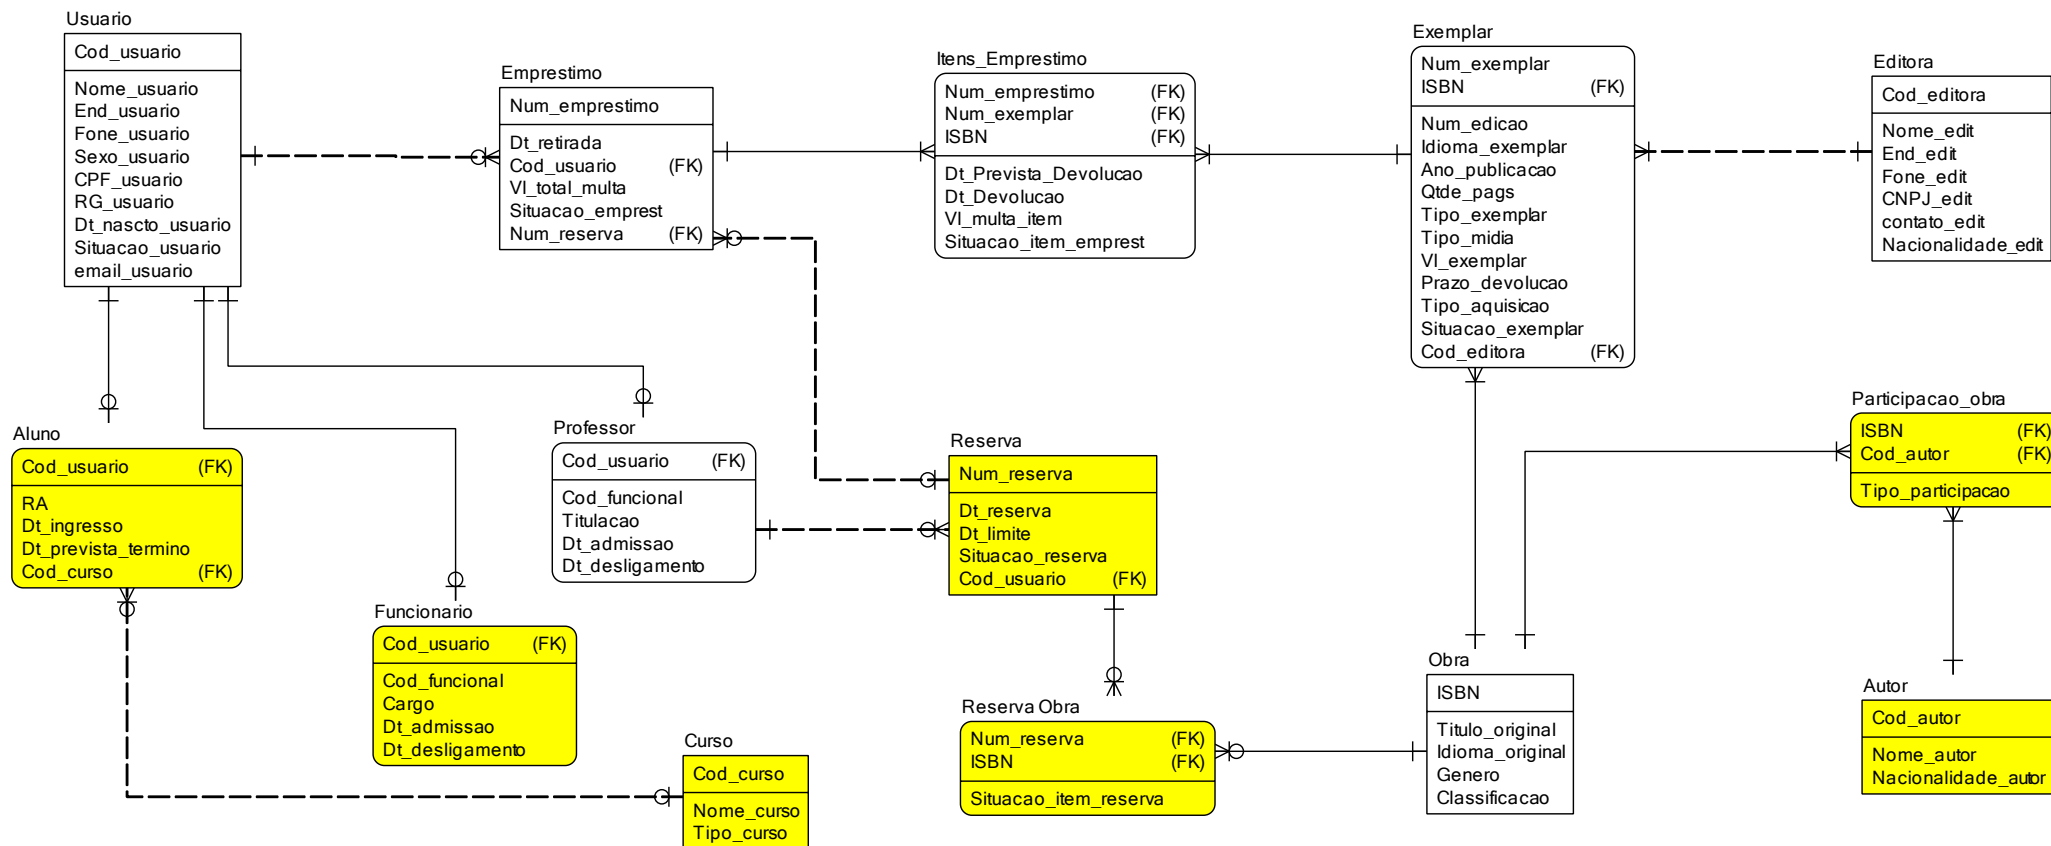 Usuario
Cod_usuario
Nome_usuario
End_usuario
Fone_usuario
Sexo_usuario
CPF_usuario
RG_usuario
Dt_nascto_usuario
Situacao_usuario
email_usuario
Emprestimo
Num_emprestimo
Dt_retirada
Cod_usuario (FK)
Vl_total_multa
Situacao_emprest
Num_reserva (FK)
Itens_Emprestimo
Num_emprestimo (FK)
Num_exemplar (FK)
ISBN (FK)
Dt_Prevista_Devolucao
Dt_Devolucao
Vl_multa_item
Situacao_item_emprest
Exemplar
Num_exemplar
ISBN (FK)
Num_edicao
Idioma_exemplar
Ano_publicacao
Qtde_pags
Tipo_exemplar
Tipo_midia
Vl_exemplar
Prazo_devolucao
Tipo_aquisicao
Situacao_exemplar
Cod_editora (FK)
Editora
Cod_editora
Nome_edit
End_edit
Fone_edit
CNPJ_edit
contato_edit
Nacionalidade_edit
Aluno
Cod_usuario (FK)
RA
Dt_ingresso
Dt_prevista_termino
Cod_curso (FK)
Funcionario
Cod_usuario (FK)
Cod_funcional
Cargo
Dt_admissao
Dt_desligamento
Professor
Cod_usuario (FK)
Cod_funcional
Titulacao
Dt_admissao
Dt_desligamento
Reserva
Num_reserva
Dt_reserva
Dt_limite
Situacao_reserva
Cod_usuario (FK)
Participacao_obra
ISBN (FK)
Cod_autor (FK)
Tipo_participacao
Curso
Cod_curso
Nome_curso
Tipo_curso
Reserva Obra
Num_reserva (FK)
ISBN (FK)
Situacao_item_reserva
Obra
ISBN
Titulo_original
Idioma_original
Genero
Classificacao
Autor
Cod_autor
Nome_autor
Nacionalidade_autor